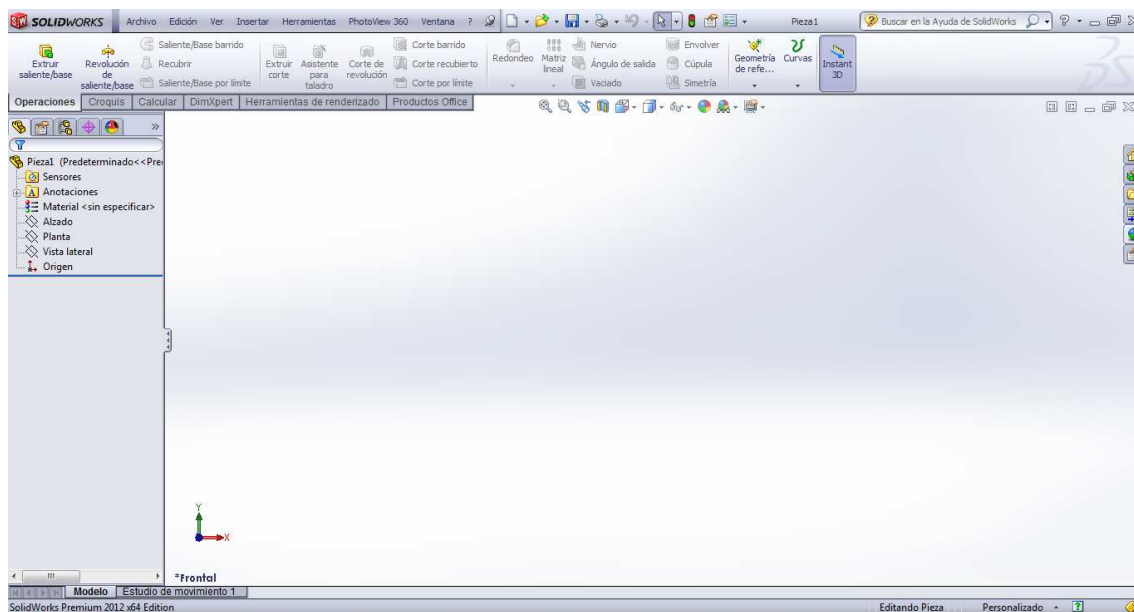 SOLIDWORKS Archivo Edición Ver Insertar Herramientas PhotoView 360 Ventana ? Pieza1 Buscar en la Ayuda de SolidWorks ?
Extruir saliente/base
Revolución de saliente/base
Saliente/Base barrido
Recubrir
Saliente/Base por límite
Extruir corte
Asistente para taladro
Corte de revolución
Corte barrido
Corte recubierto
Corte por límite
Redondeo
Matriz lineal
Nervio
Ángulo de salida
Vaciado
Envolver
Cúpula
Simetría
Geometría de refe...
Curvas
Instant 3D
Operaciones Croquis Calcular DimXpert Herramientas de renderizado Productos Office
Pieza1 (Predeterminado<<Pre
Sensores
Anotaciones
Material <sin especificar>
Alzado
Planta
Vista lateral
Origen
Y
X
*Frontal
Modelo Estudio de movimiento 1
SolidWorks Premium 2012 x64 Edition Editando Pieza Personalizado ?